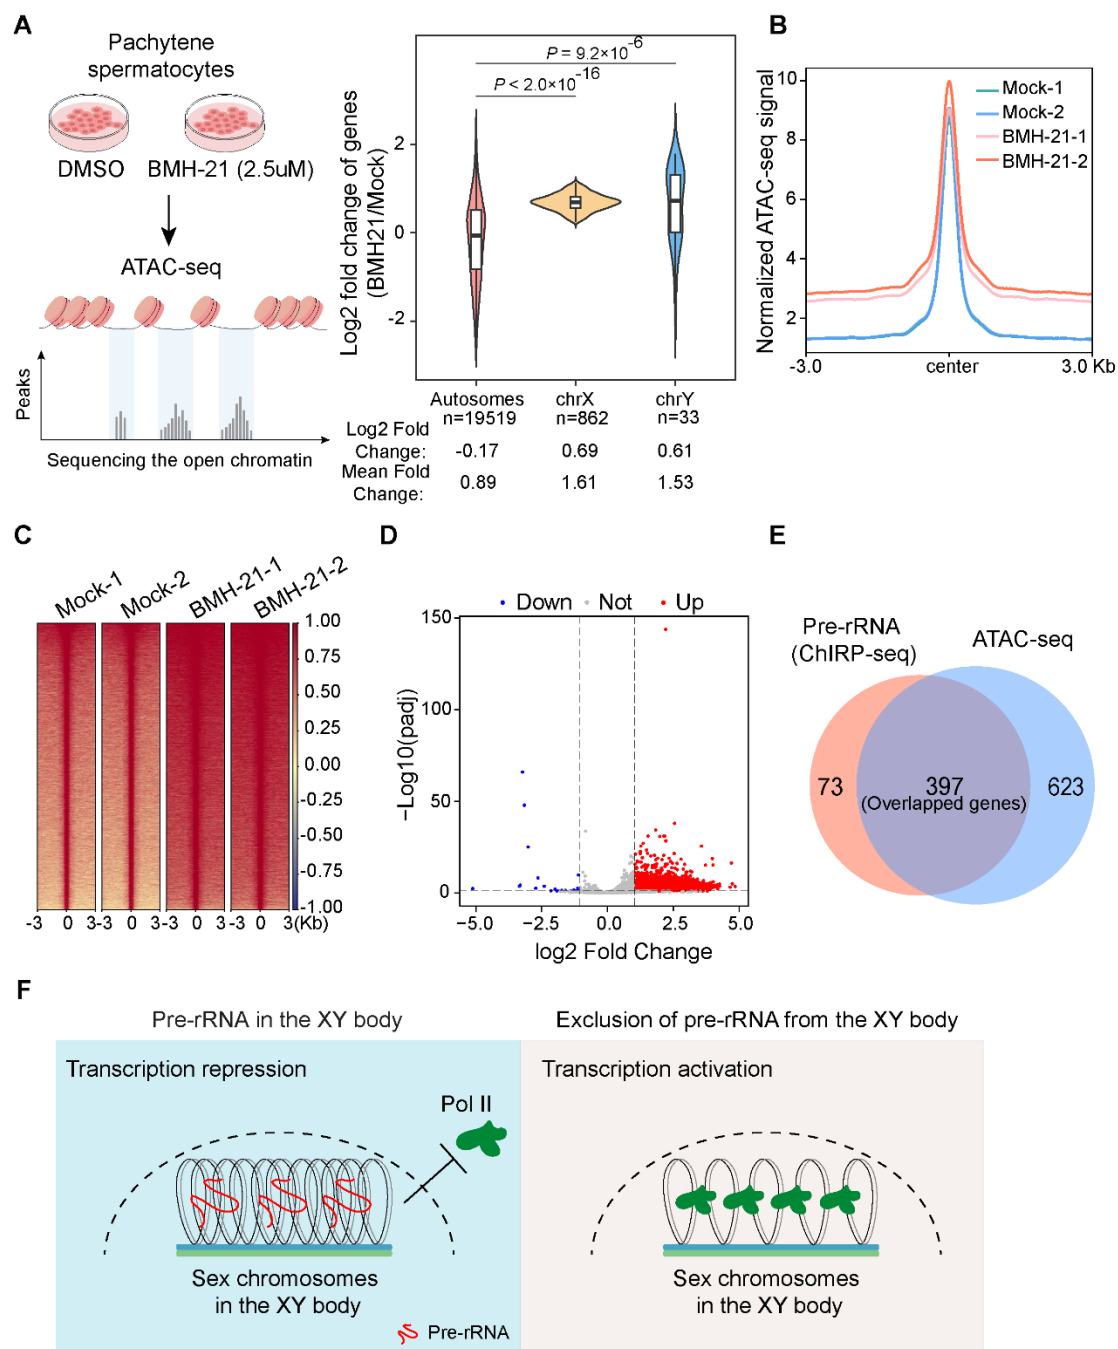 A
Pachytene
spermatocytes
DMSO
BMH-21 (2.5uM)
ATAC-seq
Peaks
Sequencing the open chromatin
Log2 fold change of genes
(BMH21/Mock)
2
0
-2
P = 9.2×10-6
P < 2.0×10-16
Autosomes
n=19519
chrX
n=862
chrY
n=33
Log2 Fold
Change:
-0.17
0.69
0.61
Mean Fold
Change:
0.89
1.61
1.53
B
Normalized ATAC-seq signal
10
8
6
4
2
Mock-1
Mock-2
BMH-21-1
BMH-21-2
-3.0
center
3.0 Kb
C
Mock-1
Mock-2
BMH-21-1
BMH-21-2
1.00
0.75
0.50
0.25
0.00
-0.25
-0.50
-0.75
-1.00
-3 0 3-3 0 3-3 0 3-3 0 3(Kb)
D
Down Not Up
−Log10(padj)
150
100
50
0
−5.0 −2.5 0.0 2.5 5.0
log2 Fold Change
E
Pre-rRNA
(ChIRP-seq)
ATAC-seq
73
397
(Overlapped genes)
623
F
Pre-rRNA in the XY body
Exclusion of pre-rRNA from the XY body
Transcription repression
Pol II
Sex chromosomes
in the XY body
Pre-rRNA
Transcription activation
Sex chromosomes
in the XY body